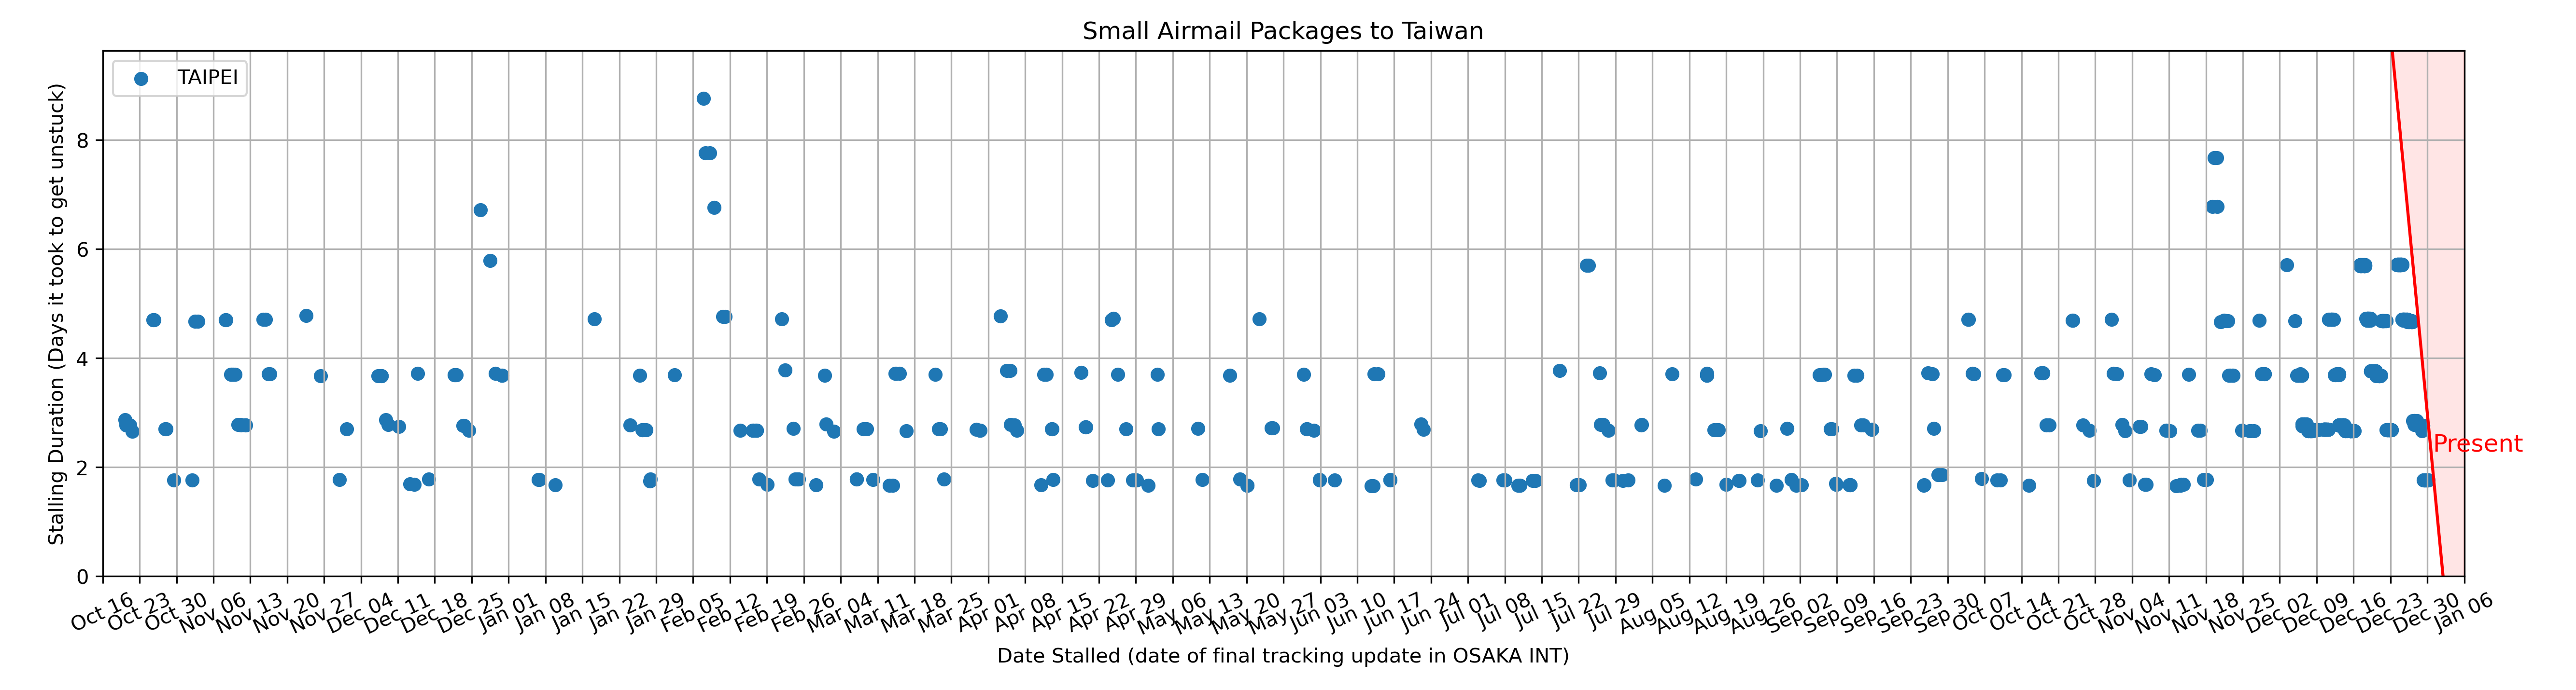 Small Airmail Packages to Taiwan
TAIPEI
Stalling Duration (Days it took to get unstuck)
8
6
4
2
0
Present
Oct 16 Oct 23 Oct 30 Nov 06 Nov 13 Nov 20 Nov 27 Dec 04 Dec 11 Dec 18 Dec 25 Jan 01 Jan 08 Jan 15 Jan 22 Jan 29 Feb 05 Feb 12 Feb 19 Feb 26 Mar 04 Mar 11 Mar 18 Mar 25 Apr 01 Apr 08 Apr 15 Apr 22 Apr 29 May 06 May 13 May 20 May 27 Jun 03 Jun 10 Jun 17 Jun 24 Jul 01 Jul 08 Jul 15 Jul 22 Jul 29 Aug 05 Aug 12 Aug 19 Aug 26 Sep 02 Sep 09 Sep 16 Sep 23 Sep 30 Oct 07 Oct 14 Oct 21 Oct 28 Nov 04 Nov 11 Nov 18 Nov 25 Dec 02 Dec 09 Dec 16 Dec 23 Dec 30 Jan 06
Date Stalled (date of final tracking update in OSAKA INT)